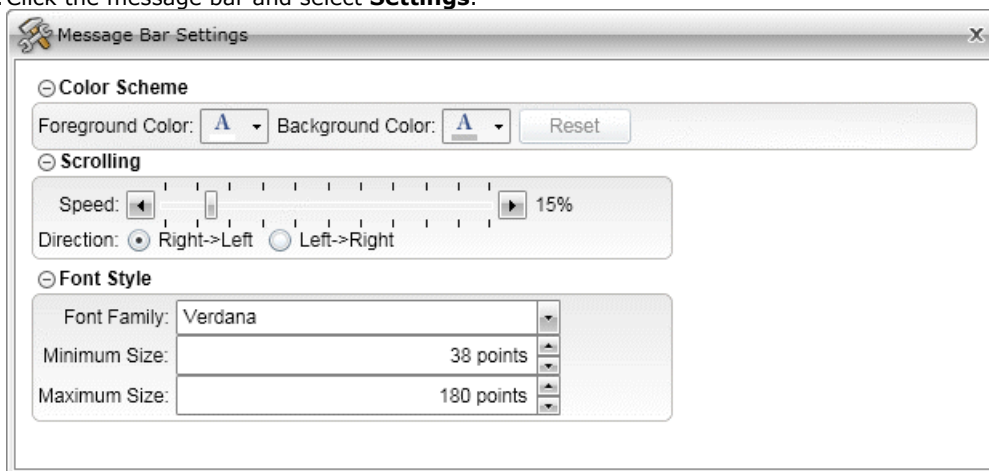 Click the message bar and select Settings.
Message Bar Settings x
Color Scheme
Foreground Color: A Background Color: A Reset
Scrolling
Speed: 15%
Direction: Right->Left Left->Right
Font Style
Font Family: Verdana
Minimum Size: 38 points
Maximum Size: 180 points